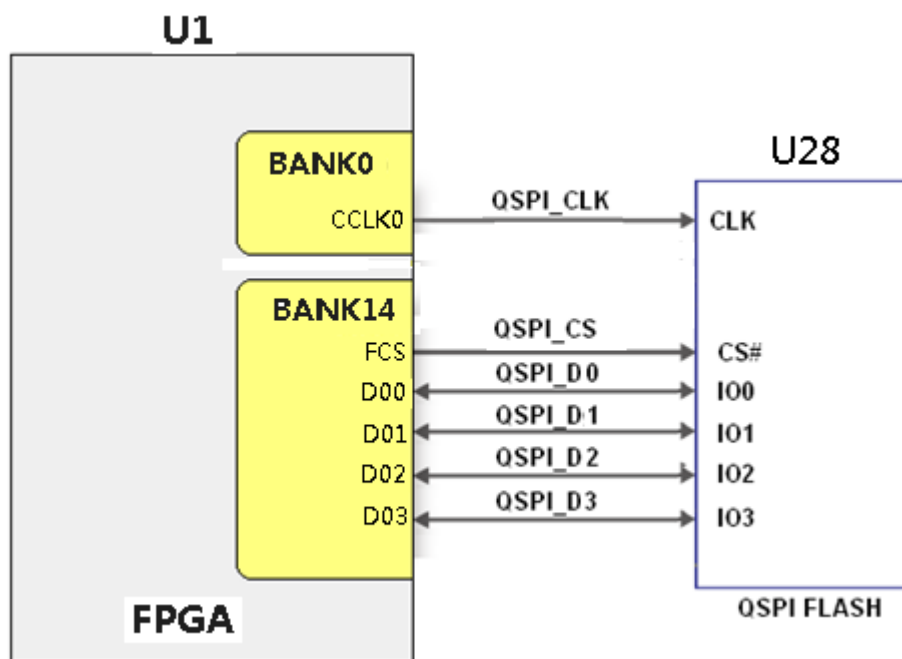 U1
U28
BANK0
CCLK0
QSPI_CLK
CLK
BANK14
FCS
QSPI_CS
CS#
D00
QSPI_D0
IO0
D01
QSPI_D1
IO1
D02
QSPI_D2
IO2
D03
QSPI_D3
IO3
FPGA
QSPI FLASH